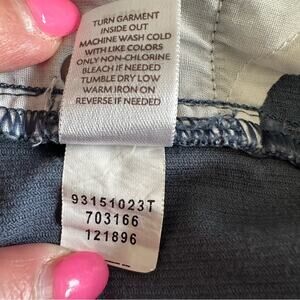 TURN GARMENT
INSIDE OUT
MACHINE WASH COLD
WITH LIKE COLORS
ONLY NON-CHLORINE
BLEACH IF NEEDED
TUMBLE DRY LOW
WARM IRON ON
REVERSE IF NEEDED
93151023T
703166
121896